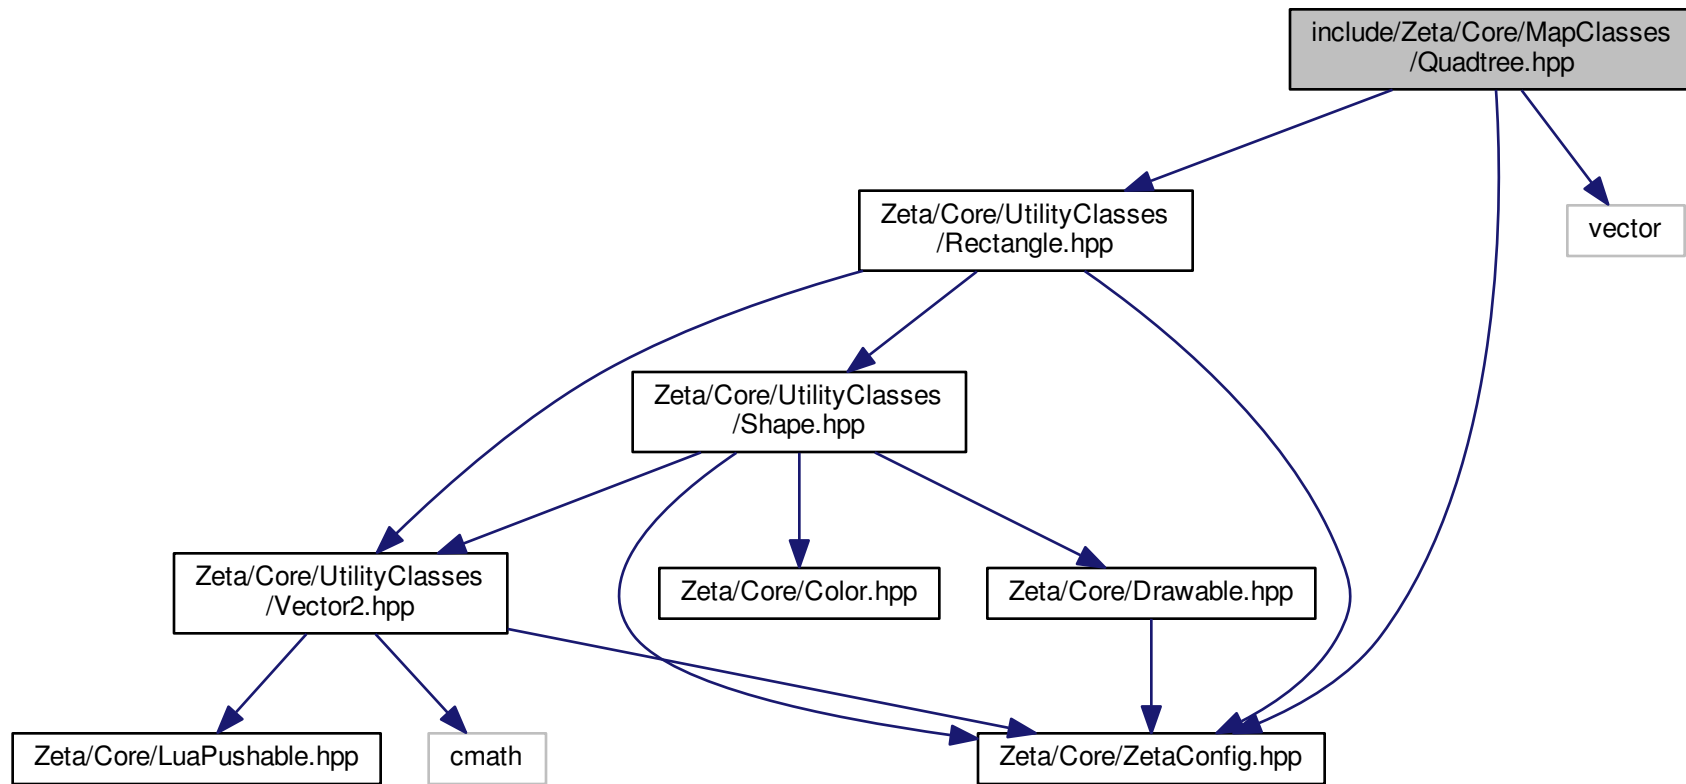 include/Zeta/Core/MapClasses
/Quadtree.hpp
Zeta/Core/UtilityClasses
/Rectangle.hpp
vector
Zeta/Core/UtilityClasses
/Shape.hpp
Zeta/Core/UtilityClasses
/Vector2.hpp
Zeta/Core/Color.hpp
Zeta/Core/Drawable.hpp
Zeta/Core/LuaPushable.hpp
cmath
Zeta/Core/ZetaConfig.hpp